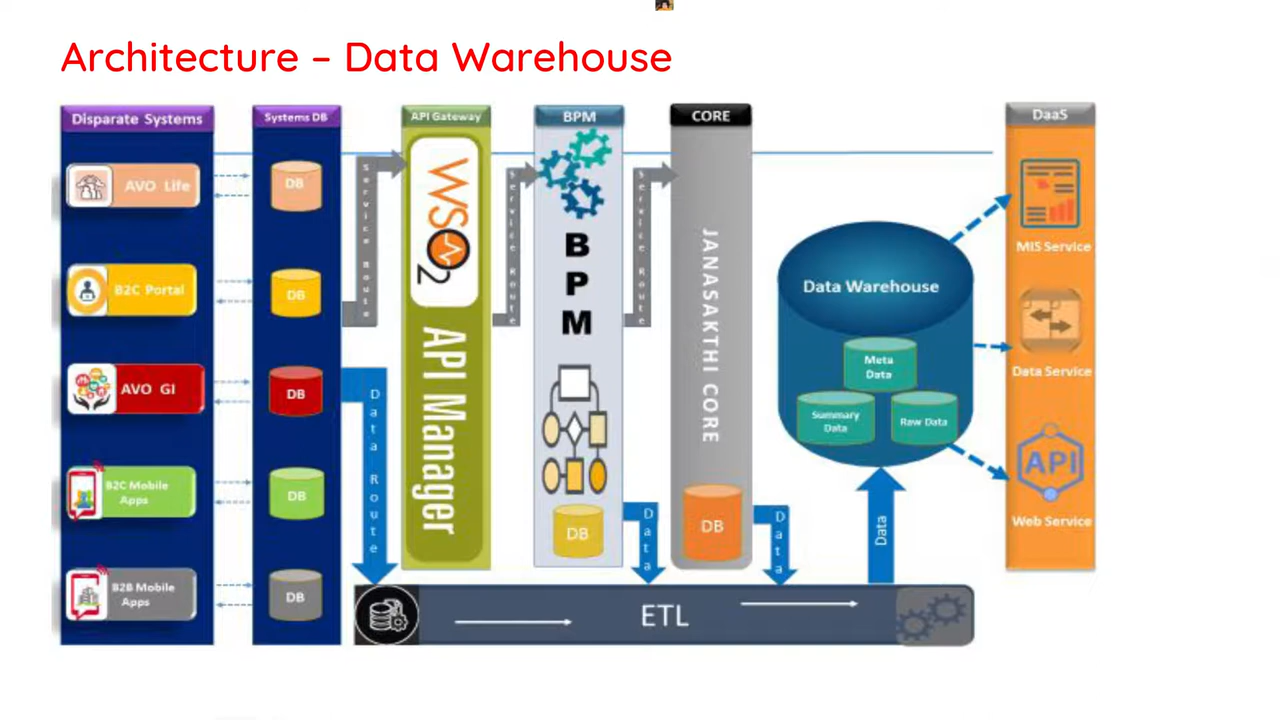 Architecture – Data Warehouse
Disparate Systems
AVO Life
B2C Portal
AVO GI
B2C Mobile
Apps
B2B Mobile
Apps
Systems DB
DB
DB
DB
DB
DB
Service Route
Data Route
API Gateway
WSO2
API Manager
Service Route
BPM
BPM
DB
Service Route
Data
CORE
JANASAKTHI CORE
DB
Data
ETL
Data
Data Warehouse
Meta
Data
Summary
Data
Raw Data
DaaS
MIS Service
Data Service
API
Web Service